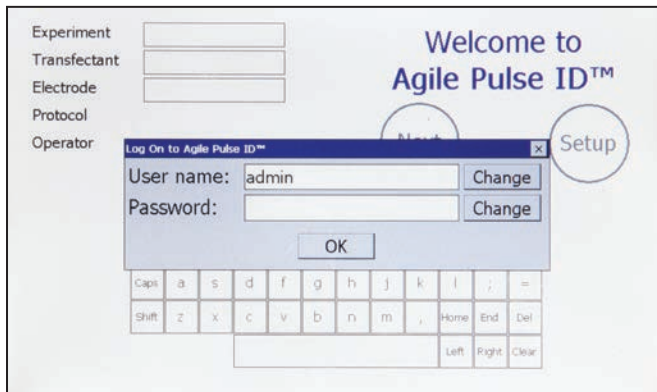 Experiment
Transfectant
Electrode
Protocol
Operator
Welcome to
Agile Pulse ID™
Next
Setup
Log On to Agile Pulse ID™
User name: admin Change
Password: Change
OK
Caps a s d f g h j k l ; =
Shift z x c v b n m , Home End Del
Left Right Clear